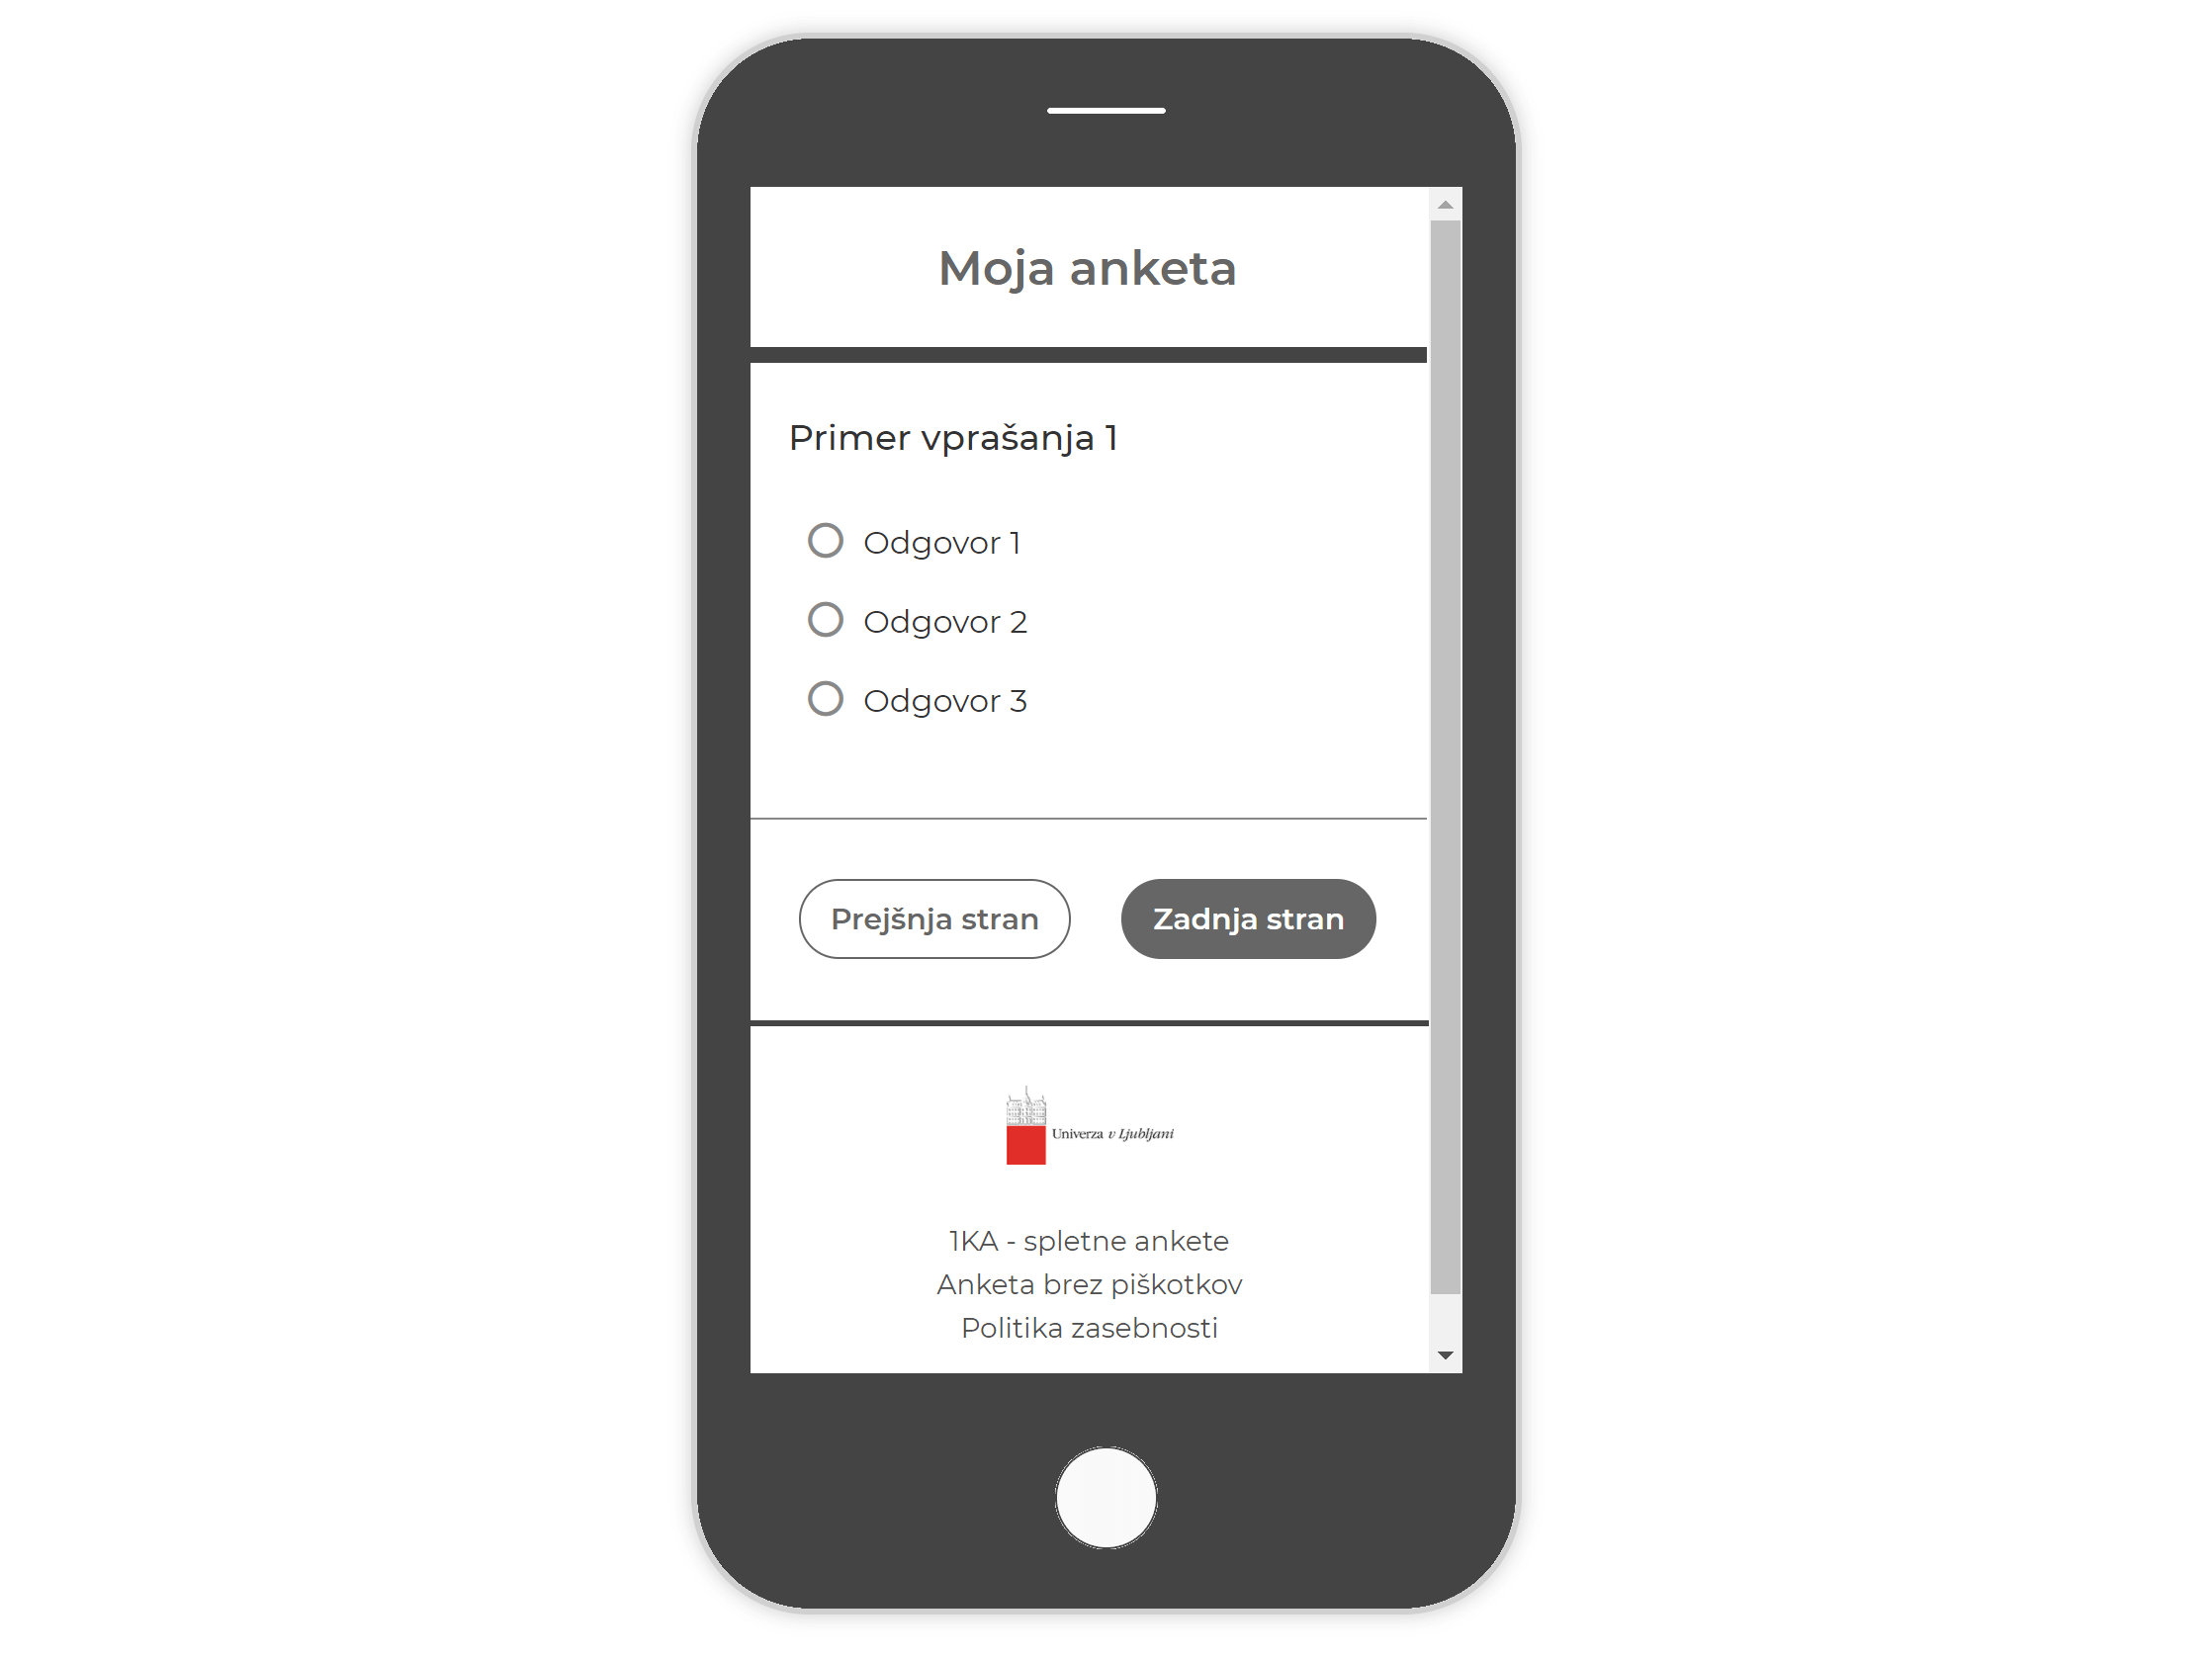 Moja anketa
Primer vprašanja 1
Odgovor 1
Odgovor 2
Odgovor 3
Prejšnja stran
Zadnja stran
Univerza v Ljubljani
1KA - spletne ankete
Anketa brez piškotkov
Politika zasebnosti